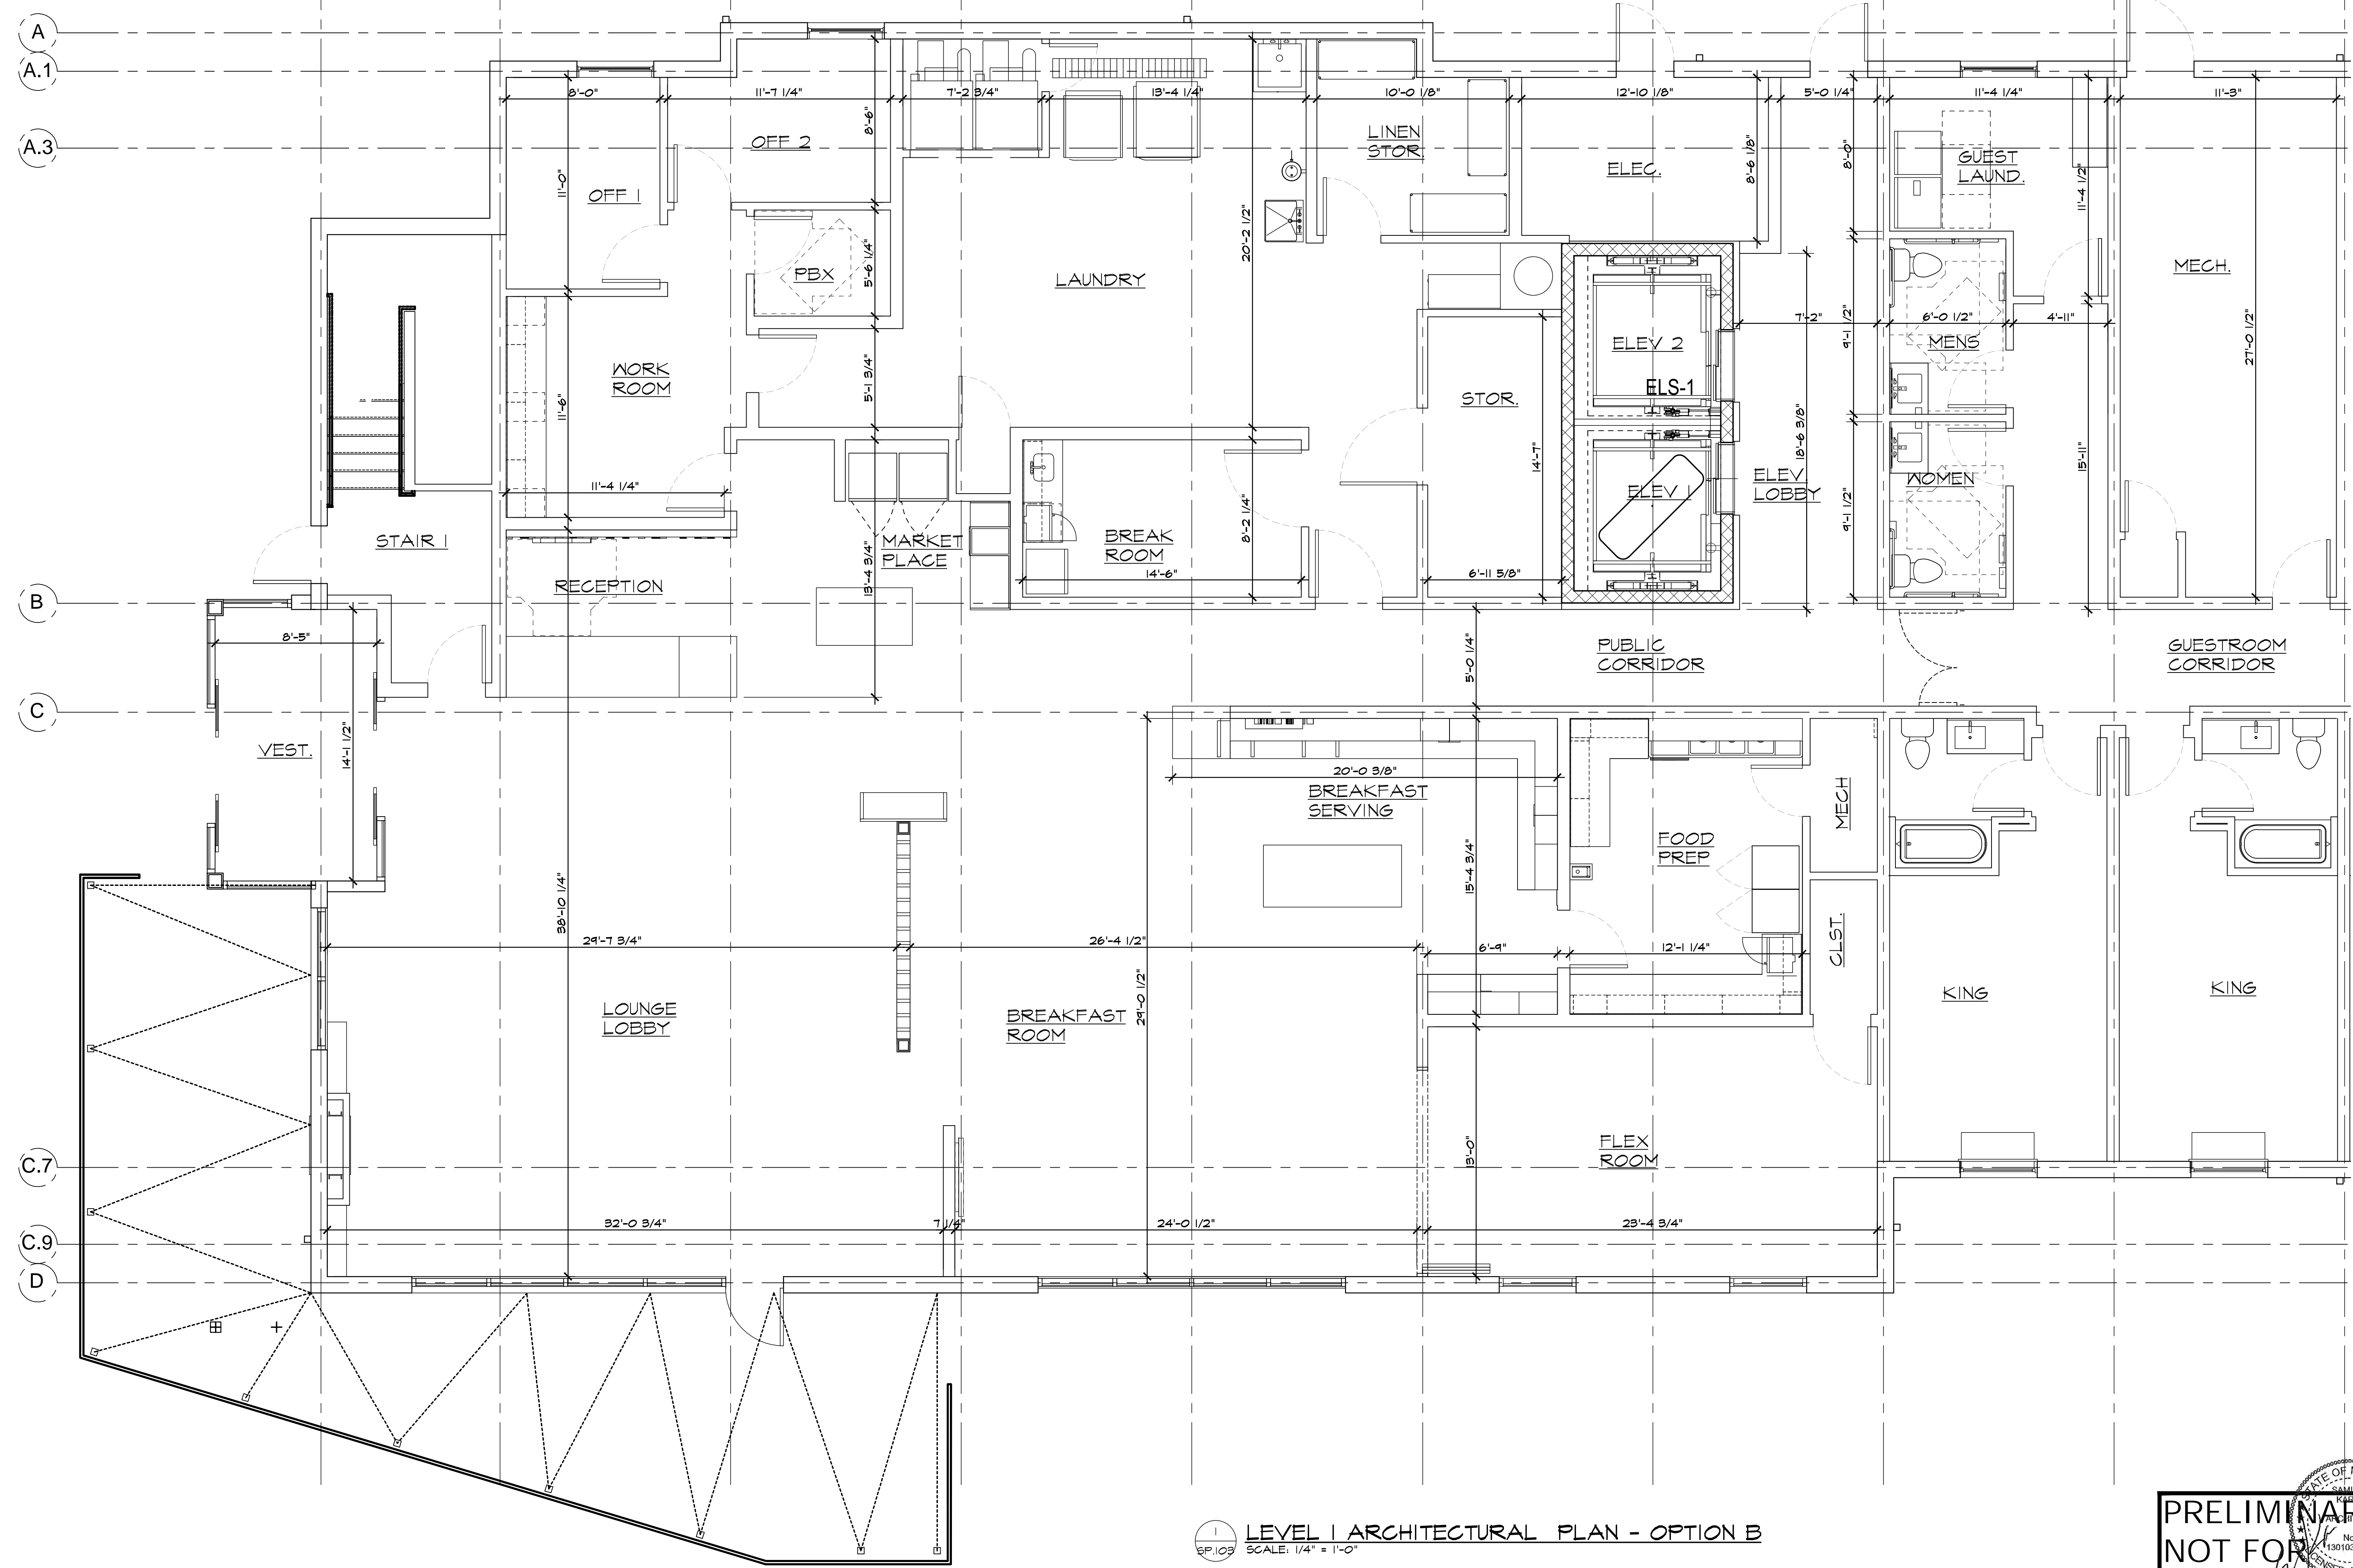 A
A.1
8'-0"
11'-7 1/4"
7'-2 3/4"
13'-4 1/4"
10'-0 1/8"
12'-10 1/8"
5'-0 1/4"
11'-4 1/4"
11'-3"
A.3
8'-6"
OFF 2
LINEN
STOR.
ELEC.
8'-6 1/8"
8'-0"
GUEST
LAUND.
11'-4 1/2"
11'-0"
OFF 1
20'-2 1/2"
PBX
5'-6 1/4"
LAUNDRY
MECH.
7'-2"
6'-0 1/2"
4'-11"
9'-1 1/2"
MENS
27'-0 1/2"
ELEV 2
ELS-1
WORK
ROOM
5'-1 3/4"
11'-6"
STOR.
18'-6 3/8"
14'-7"
15'-11"
11'-4 1/4"
ELEV 1
ELEV.
LOBBY
WOMEN
9'-1 1/2"
STAIR 1
MARKET
PLACE
13'-4 3/4"
BREAK
ROOM
8'-2 1/4"
14'-6"
6'-11 5/8"
RECEPTION
B
8'-5"
5'-0 1/4"
PUBLIC
CORRIDOR
GUESTROOM
CORRIDOR
C
VEST.
14'-1 1/2"
20'-0 3/8"
BREAKFAST
SERVING
MECH
FOOD
PREP
15'-4 3/4"
38'-10 1/4"
29'-7 3/4"
26'-4 1/2"
6'-9"
12'-1 1/4"
CLST.
LOUNGE
LOBBY
BREAKFAST
ROOM
29'-0 1/2"
KING
KING
FLEX
ROOM
13'-0"
C.7
32'-0 3/4"
7 1/4"
24'-0 1/2"
23'-4 3/4"
C.9
D
1
SP.103
LEVEL 1 ARCHITECTURAL PLAN - OPTION B
SCALE: 1/4" = 1'-0"
PRELIMINAR
NOT FOR
STATE OF